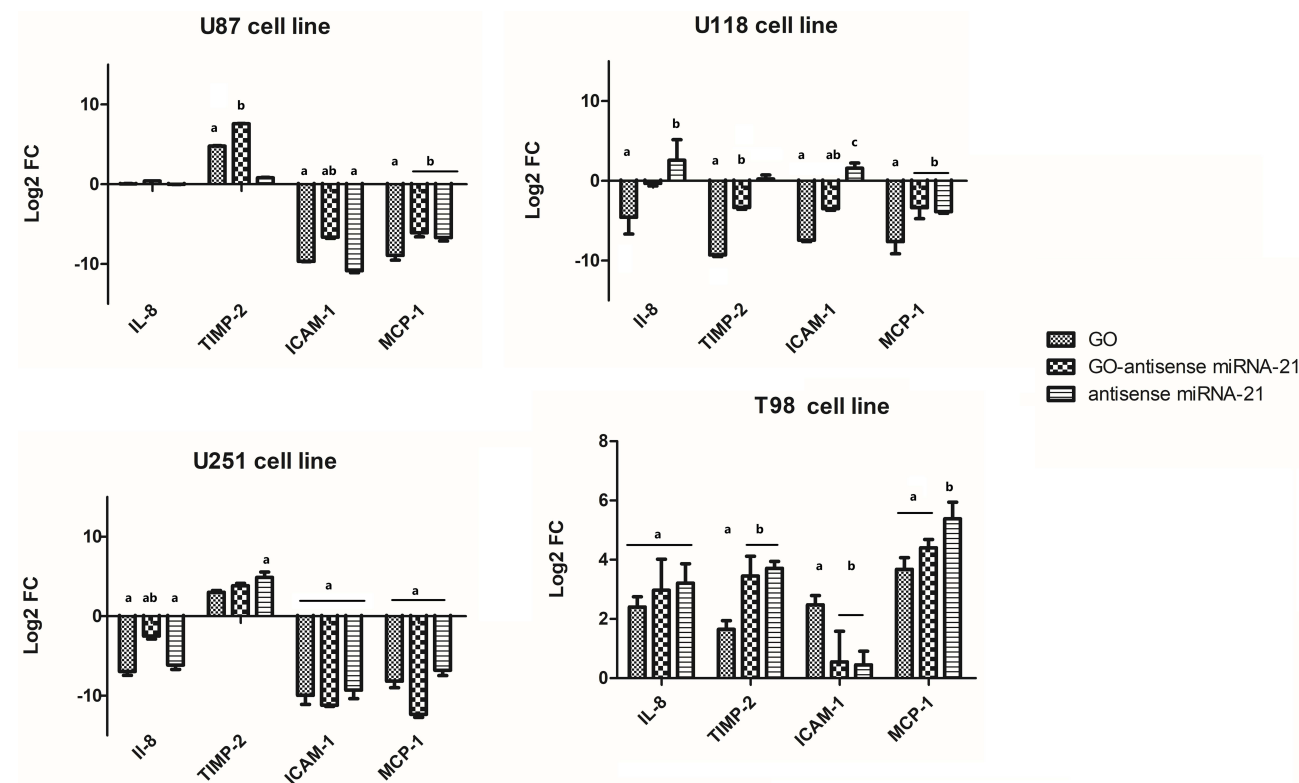 U87 cell line
Log2 FC
10
0
-10
a
b
a ab a
a b
IL-8
TIMP-2
ICAM-1
MCP-1
U118 cell line
Log2 FC
10
0
-10
a b
a b
a ab c
a b
Il-8
TIMP-2
ICAM-1
MCP-1
GO
GO-antisense miRNA-21
antisense miRNA-21
U251 cell line
Log2 FC
10
0
-10
a ab a
a
a
a
Il-8
TIMP-2
ICAM-1
MCP-1
T98 cell line
Log2 FC
8
6
4
2
0
a
a b
a b
a b
IL-8
TIMP-2
ICAM-1
MCP-1